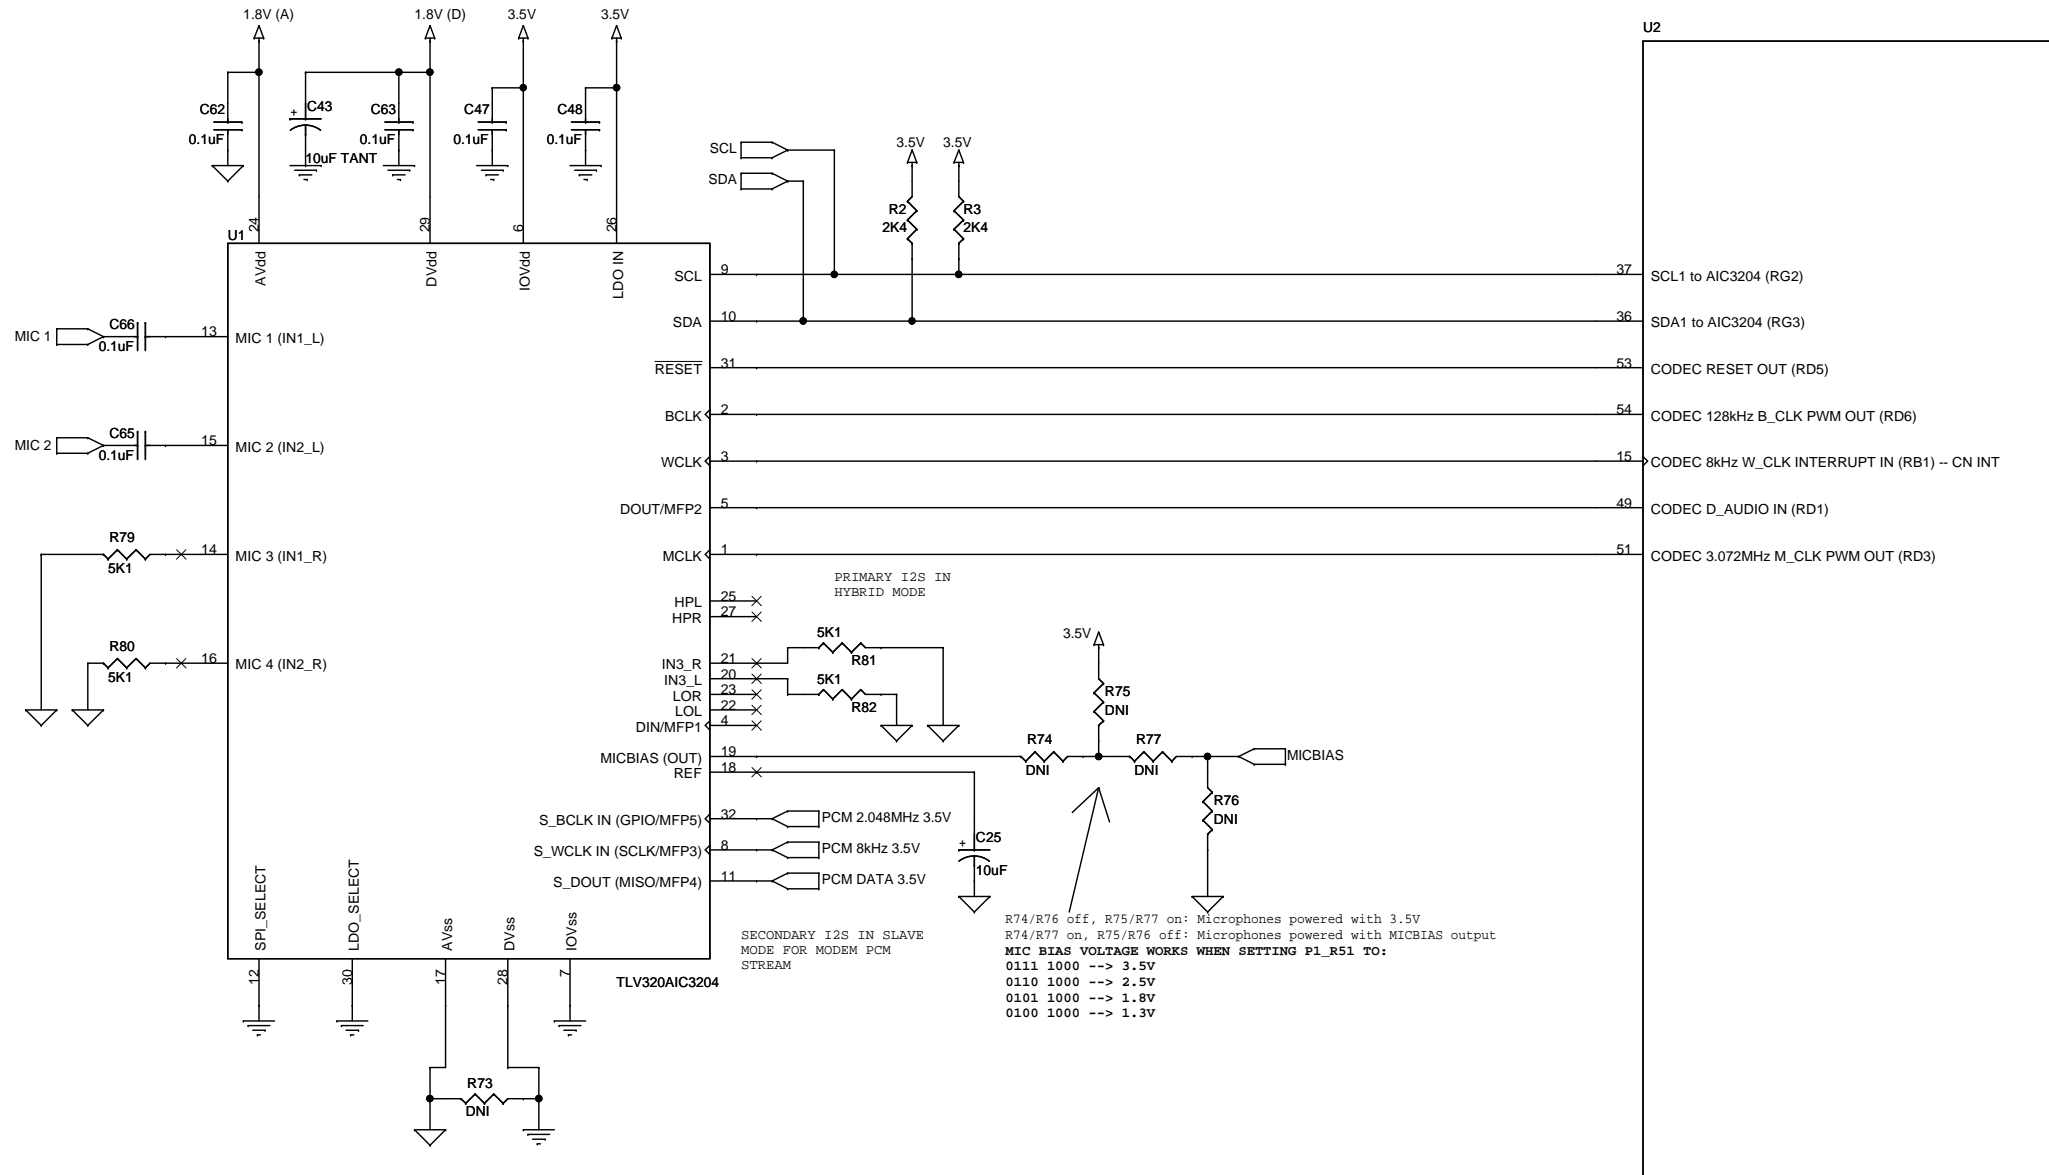 1.8V (A)
1.8V (D)
3.5V
3.5V
U2
C62
0.1uF
+
C43
10uF TANT
C63
0.1uF
C47
0.1uF
C48
0.1uF
SCL
SDA
3.5V
3.5V
R2
2K4
R3
2K4
U1
24
29
6
26
AVdd
DVdd
IOVdd
LDO IN
SCL
9
37
SCL1 to AIC3204 (RG2)
SDA
10
36
SDA1 to AIC3204 (RG3)
MIC 1
C66
0.1uF
13
MIC 1 (IN1_L)
RESET
31
53
CODEC RESET OUT (RD5)
BCLK
2
54
CODEC 128kHz B_CLK PWM OUT (RD6)
MIC 2
C65
0.1uF
15
MIC 2 (IN2_L)
WCLK
3
15
CODEC 8kHz W_CLK INTERRUPT IN (RB1) -- CN INT
DOUT/MFP2
5
49
CODEC D_AUDIO IN (RD1)
R79
5K1
14
MIC 3 (IN1_R)
MCLK
1
51
CODEC 3.072MHz M_CLK PWM OUT (RD3)
PRIMARY I2S IN
HYBRID MODE
HPL
25
HPR
27
R80
5K1
16
MIC 4 (IN2_R)
IN3_R
21
5K1
R81
IN3_L
20
5K1
R82
LOR
23
LOL
22
DIN/MFP1
4
3.5V
R75
DNI
MICBIAS (OUT)
19
R74
DNI
R77
DNI
MICBIAS
REF
18
R76
DNI
+
C25
10uF
S_BCLK IN (GPIO/MFP5)
32
PCM 2.048MHz 3.5V
S_WCLK IN (SCLK/MFP3)
8
PCM 8kHz 3.5V
S_DOUT (MISO/MFP4)
11
PCM DATA 3.5V
SPI_SELECT
LDO_SELECT
AVss
DVss
IOVss
12
30
17
28
7
TLV320AIC3204
SECONDARY I2S IN SLAVE
MODE FOR MODEM PCM
STREAM
R74/R76 off, R75/R77 on: Microphones powered with 3.5V
R74/R77 on, R75/R76 off: Microphones powered with MICBIAS output
MIC BIAS VOLTAGE WORKS WHEN SETTING P1_R51 TO:
0111 1000 --> 3.5V
0110 1000 --> 2.5V
0101 1000 --> 1.8V
0100 1000 --> 1.3V
R73
DNI